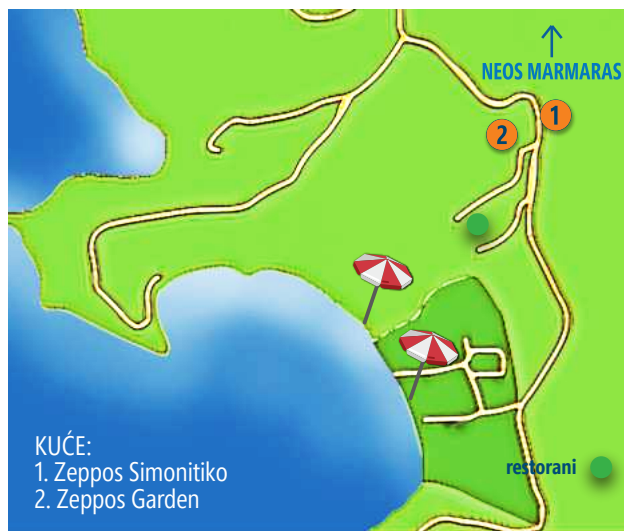 NEOS MARMARAS
1
2
restorani
KUĆE:
1. Zeppos Simonitiko
2. Zeppos Garden